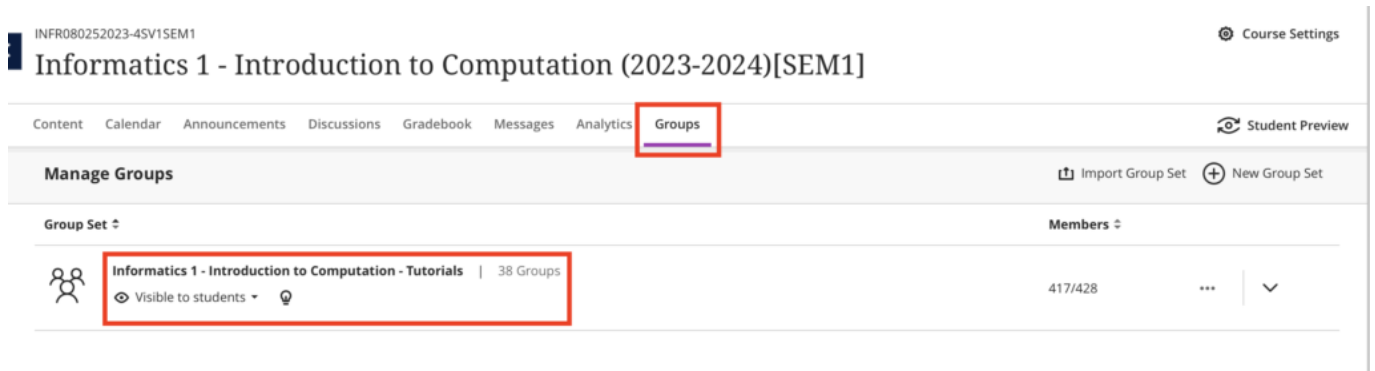 INFR080252023-4SV1SEM1
Course Settings
Informatics 1 - Introduction to Computation (2023-2024)[SEM1]
Content Calendar Announcements Discussions Gradebook Messages Analytics Groups
Student Preview
Manage Groups
Import Group Set
New Group Set
Group Set
Members
Informatics 1 - Introduction to Computation - Tutorials | 38 Groups
Visible to students
417/428